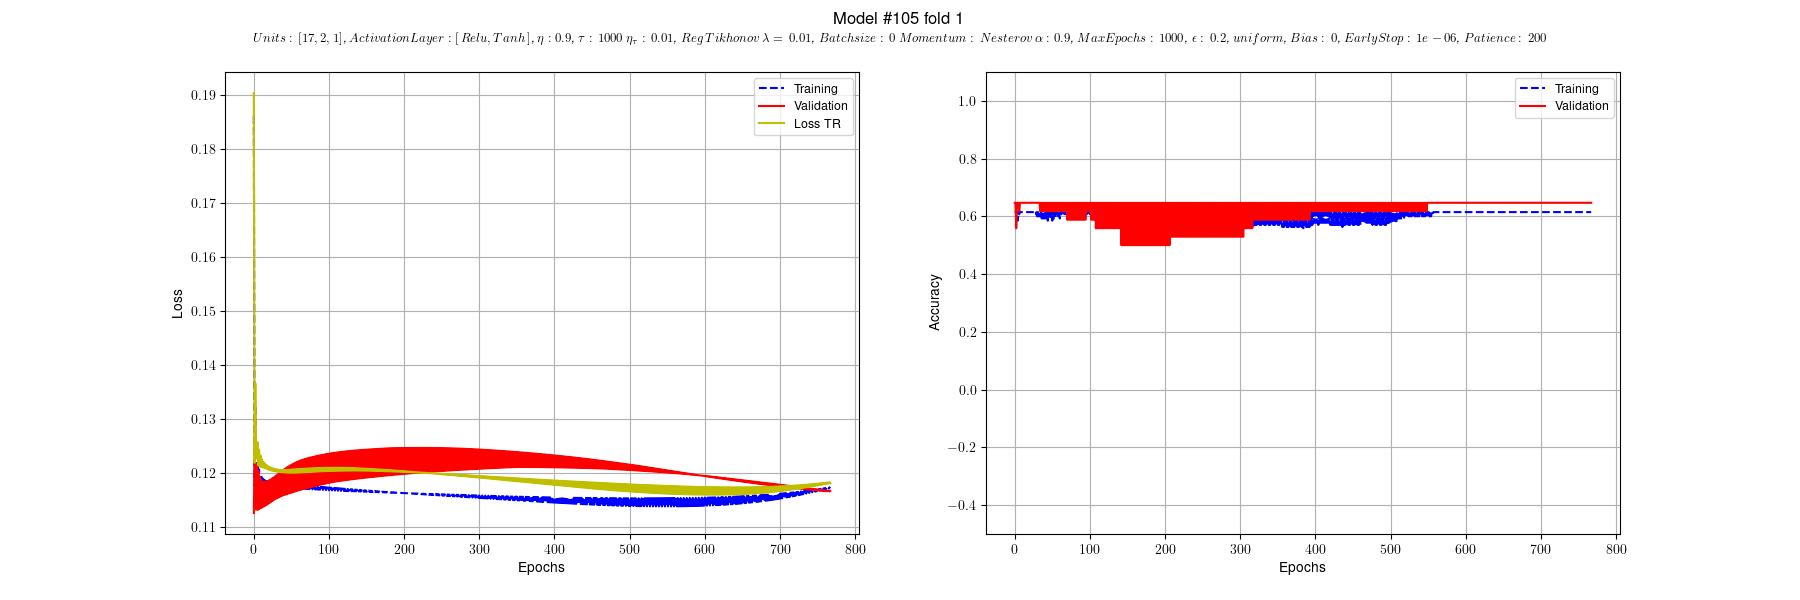 Model #105 fold 1
Units : [17, 2, 1], ActivationLayer : [ Relu, Tanh], η : 0.9, τ : 1000 ητ : 0.01, RegTikhonov λ = 0.01, Batchsize : 0 Momentum : Nesterov α : 0.9, MaxEpochs : 1000, ϵ : 0.2, uniform, Bias : 0, EarlyStop : 1e − 06, Patience : 200
Training
Validation
Loss TR
0.19
0.18
0.17
0.16
0.15
0.14
0.13
0.12
0.11
Loss
0 100 200 300 400 500 600 700 800
Epochs
Training
Validation
1.0
0.8
0.6
0.4
0.2
0.0
−0.2
−0.4
Accuracy
0 100 200 300 400 500 600 700 800
Epochs